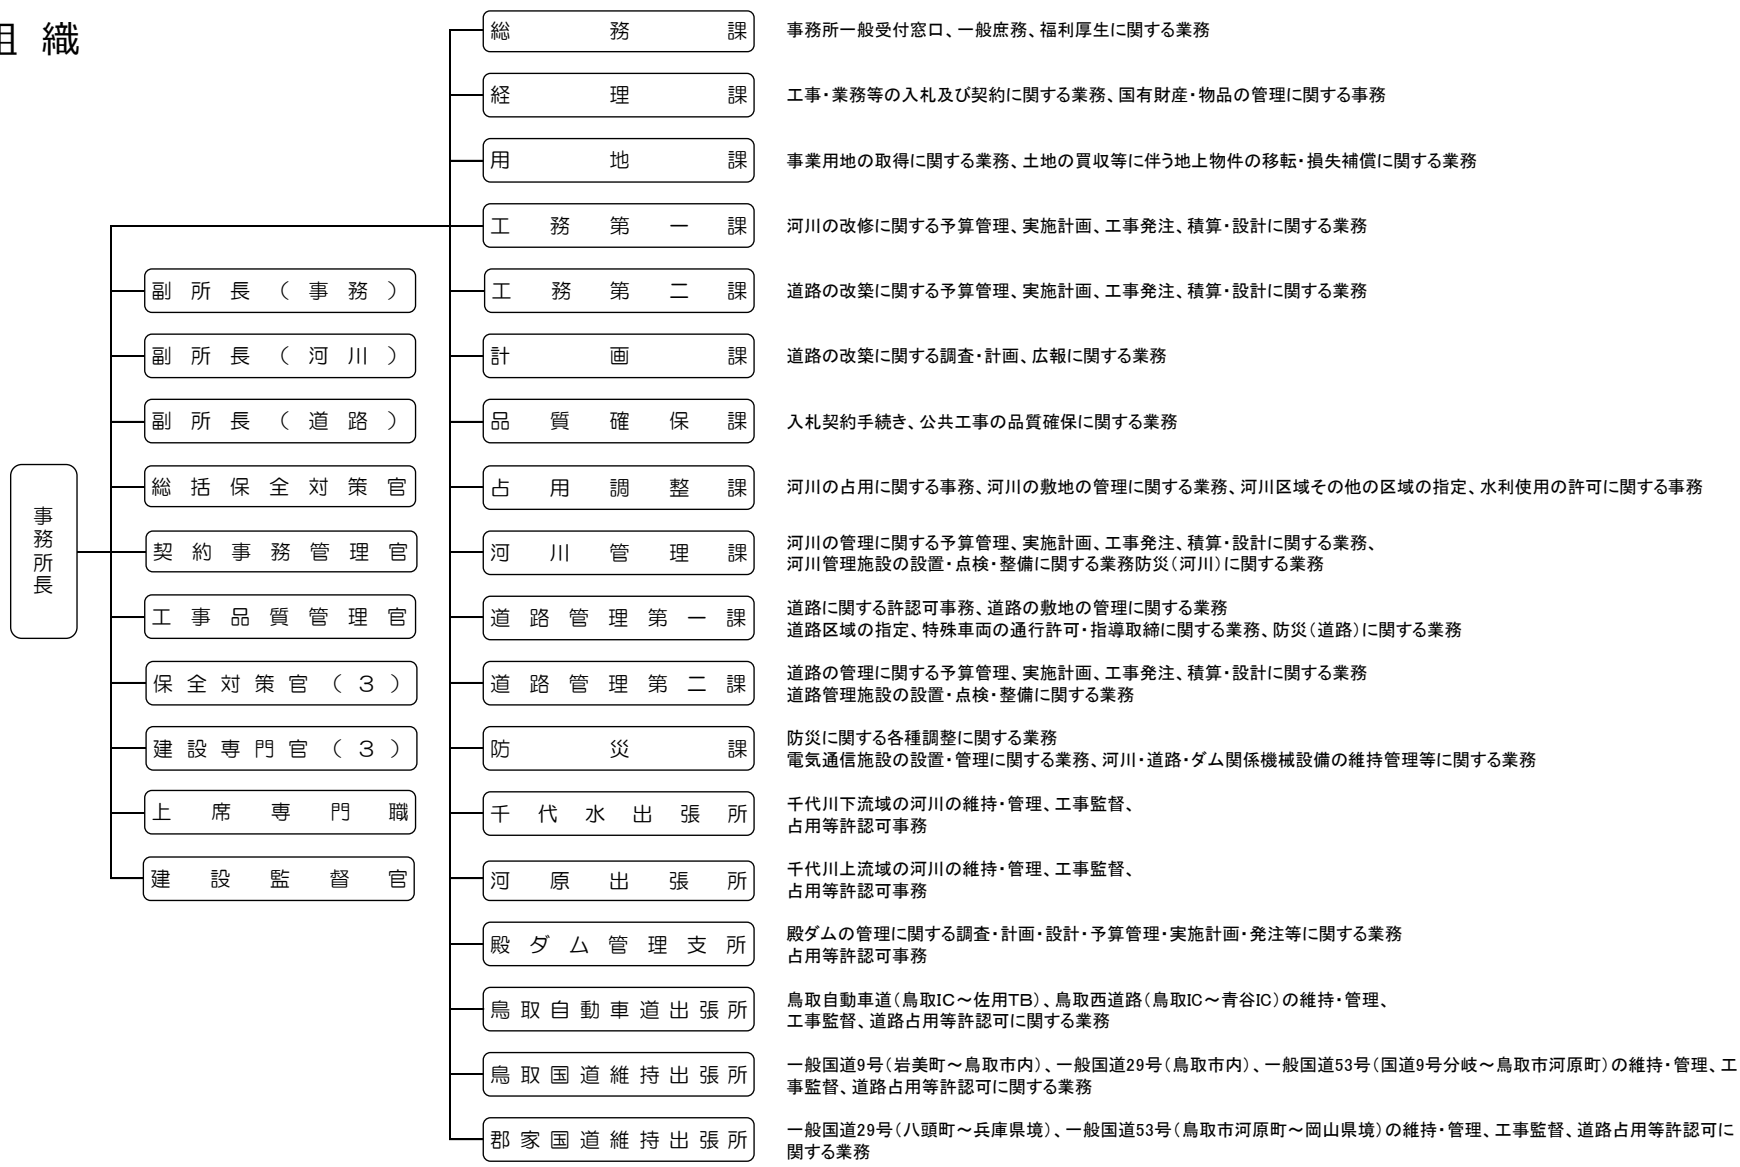 組 織
総務課
事務所一般受付窓口、一般庶務、福利厚生に関する業務
経理課
工事・業務等の入札及び契約に関する業務、国有財産・物品の管理に関する事務
用地課
事業用地の取得に関する業務、土地の買収等に伴う地上物件の移転・損失補償に関する業務
工務第一課
河川の改修に関する予算管理、実施計画、工事発注、積算・設計に関する業務
副所長（事務）
工務第二課
道路の改築に関する予算管理、実施計画、工事発注、積算・設計に関する業務
副所長（河川）
計画課
道路の改築に関する調査・計画、広報に関する業務
副所長（道路）
品質確保課
入札契約手続き、公共工事の品質確保に関する業務
総括保全対策官
占用調整課
河川の占用に関する事務、河川の敷地の管理に関する業務、河川区域その他の区域の指定、水利使用の許可に関する事務
事務所長
契約事務管理官
河川管理課
河川の管理に関する予算管理、実施計画、工事発注、積算・設計に関する業務、
河川管理施設の設置・点検・整備に関する業務防災（河川）に関する業務
工事品質管理官
道路管理第一課
道路に関する許認可事務、道路の敷地の管理に関する業務
道路区域の指定、特殊車両の通行許可・指導取締に関する業務、防災（道路）に関する業務
保全対策官（３）
道路管理第二課
道路の管理に関する予算管理、実施計画、工事発注、積算・設計に関する業務
道路管理施設の設置・点検・整備に関する業務
建設専門官（３）
防災課
防災に関する各種調整に関する業務
電気通信施設の設置・管理に関する業務、河川・道路・ダム関係機械設備の維持管理等に関する業務
上席専門職
千代水出張所
千代川下流域の河川の維持・管理、工事監督、
占用等許認可事務
建設監督官
河原出張所
千代川上流域の河川の維持・管理、工事監督、
占用等許認可事務
殿ダム管理支所
殿ダムの管理に関する調査・計画・設計・予算管理・実施計画・発注等に関する業務
占用等許認可事務
鳥取自動車道出張所
鳥取自動車道（鳥取IC～佐用TB）、鳥取西道路（鳥取IC～青谷IC）の維持・管理、
工事監督、道路占用等許認可に関する業務
鳥取国道維持出張所
一般国道9号（岩美町～鳥取市内）、一般国道29号（鳥取市内）、一般国道53号（国道9号分岐～鳥取市河原町）の維持・管理、工
事監督、道路占用等許認可に関する業務
郡家国道維持出張所
一般国道29号（八頭町～兵庫県境）、一般国道53号（鳥取市河原町～岡山県境）の維持・管理、工事監督、道路占用等許認可に
関する業務